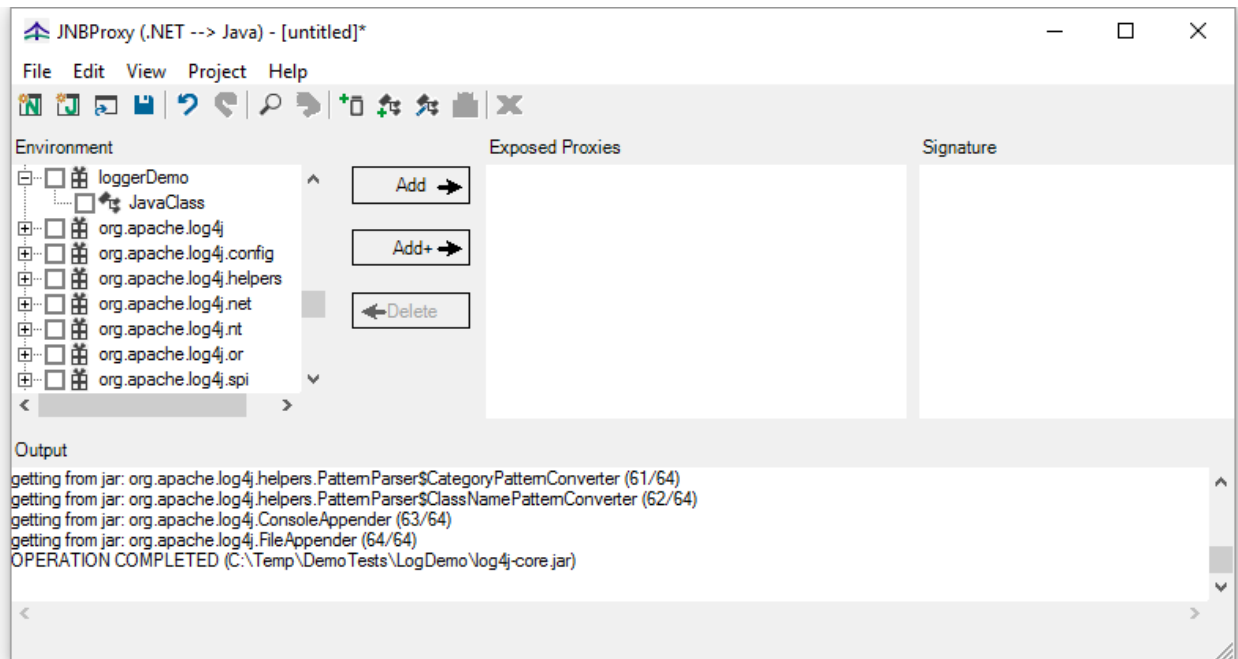 JNBProxy (.NET --> Java) - [untitled]*
File Edit View Project Help
Environment
Exposed Proxies
Signature
loggerDemo
JavaClass
org.apache.log4j
org.apache.log4j.config
org.apache.log4j.helpers
org.apache.log4j.net
org.apache.log4j.nt
org.apache.log4j.or
org.apache.log4j.spi
Add
Add+
Delete
Output
getting from jar: org.apache.log4j.helpers.PatternParser$CategoryPatternConverter (61/64)
getting from jar: org.apache.log4j.helpers.PatternParser$ClassNamePatternConverter (62/64)
getting from jar: org.apache.log4j.ConsoleAppender (63/64)
getting from jar: org.apache.log4j.FileAppender (64/64)
OPERATION COMPLETED (C:\Temp\DemoTests\LogDemo\log4j-core.jar)